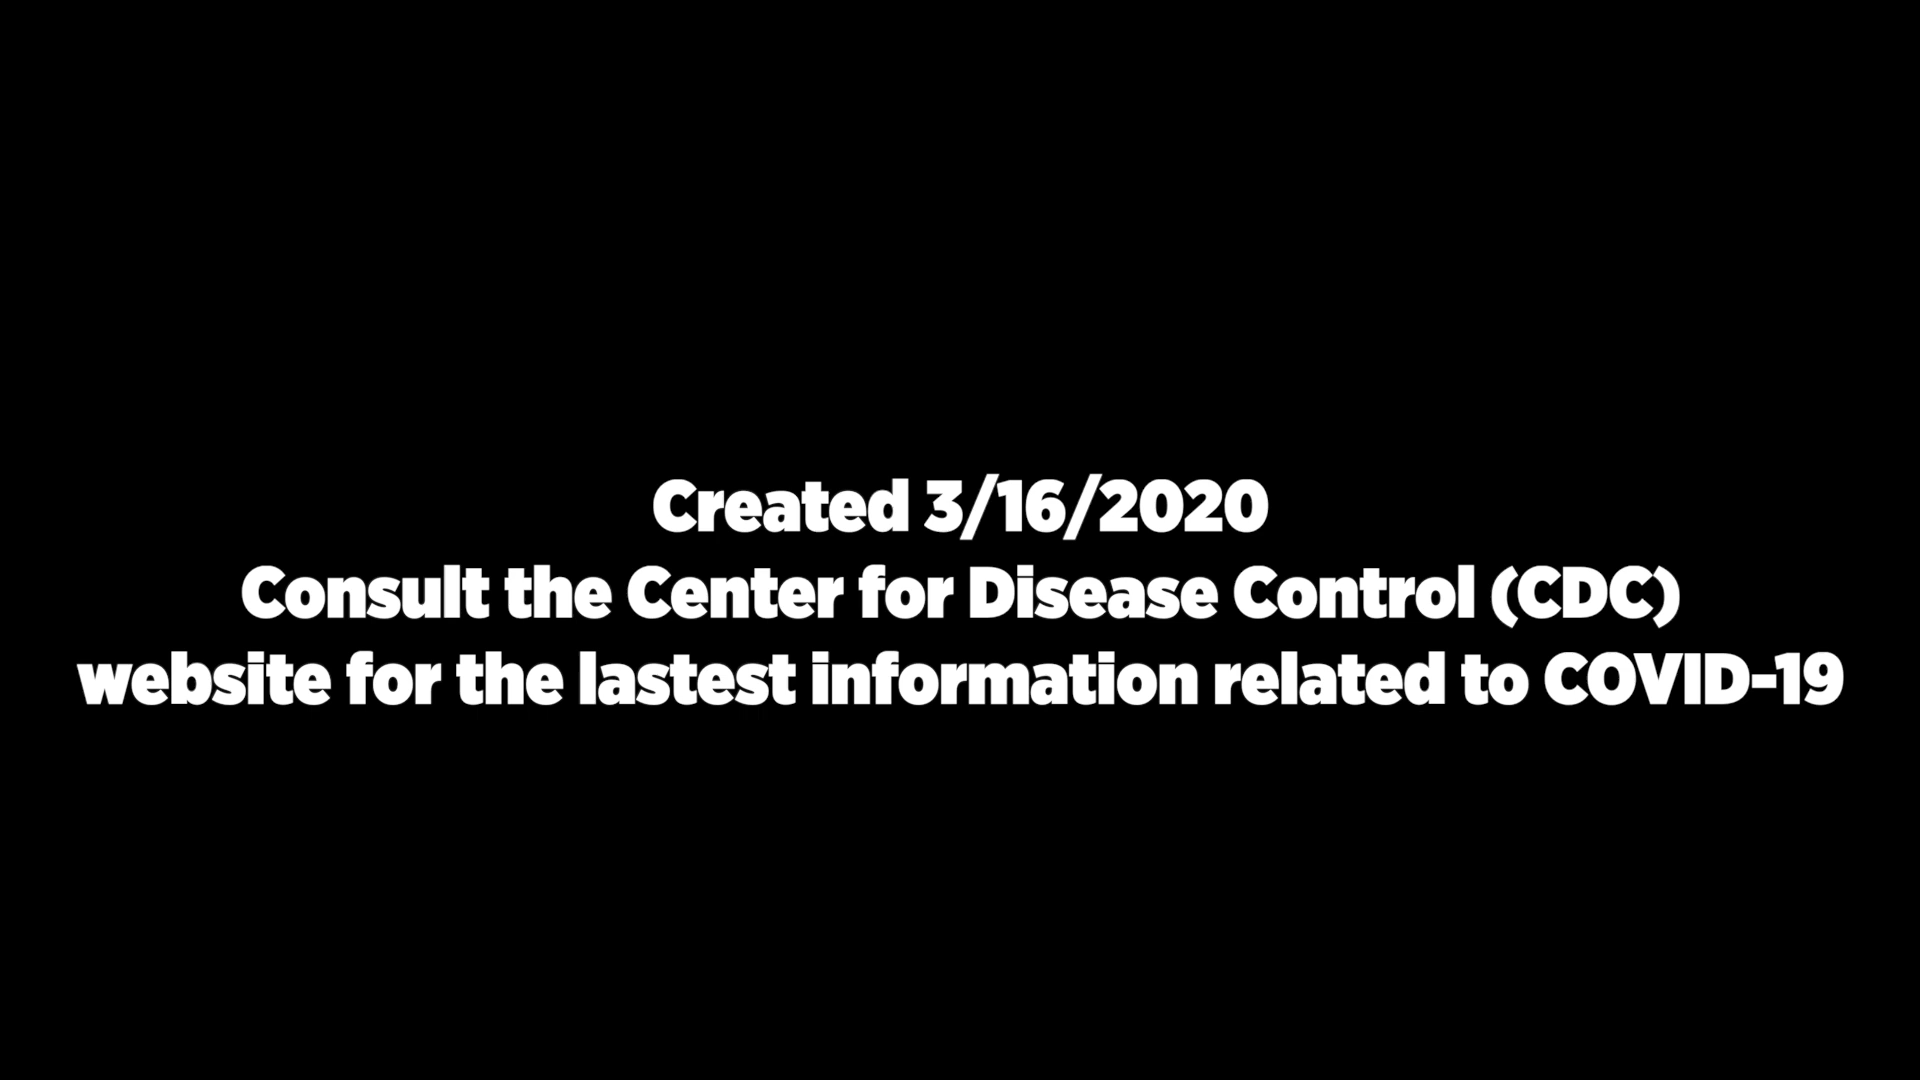 Created 3/16/2020
Consult the Center for Disease Control (CDC)
website for the lastest information related to COVID-19